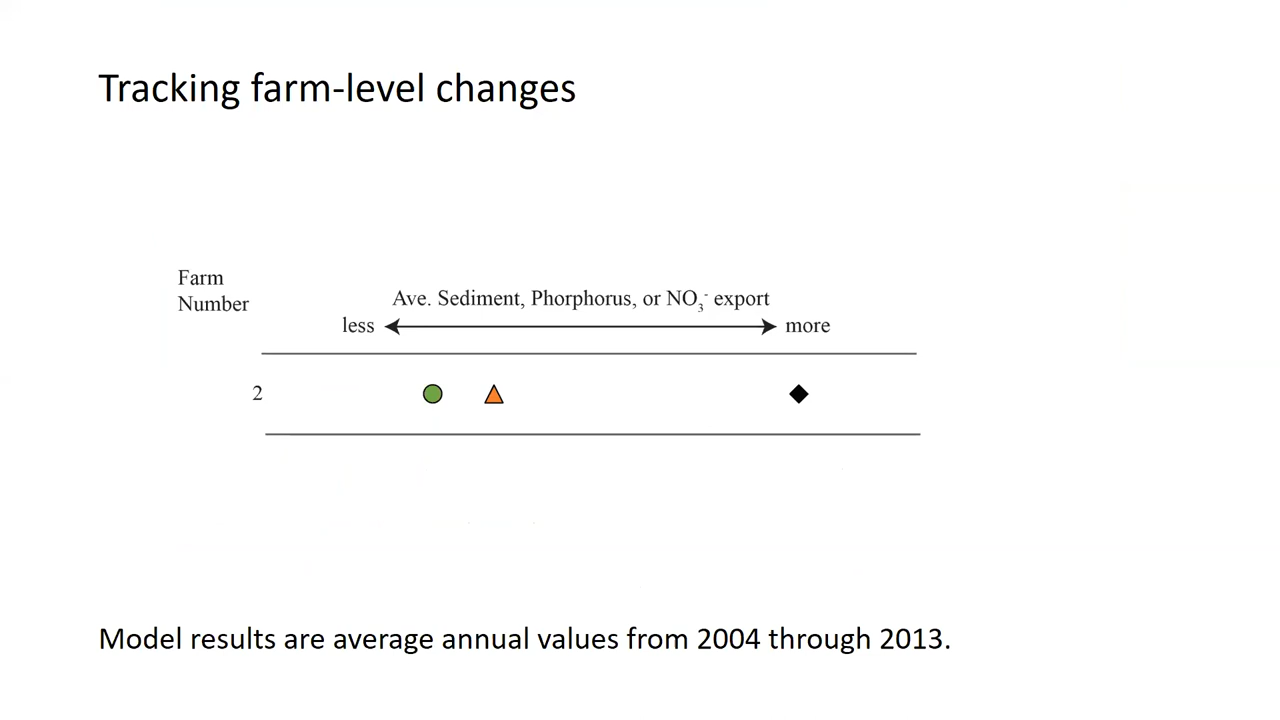 Tracking farm-level changes
Farm
Number
Ave. Sediment, Phorphorus, or NO₃⁻ export
less
more
2
Model results are average annual values from 2004 through 2013.